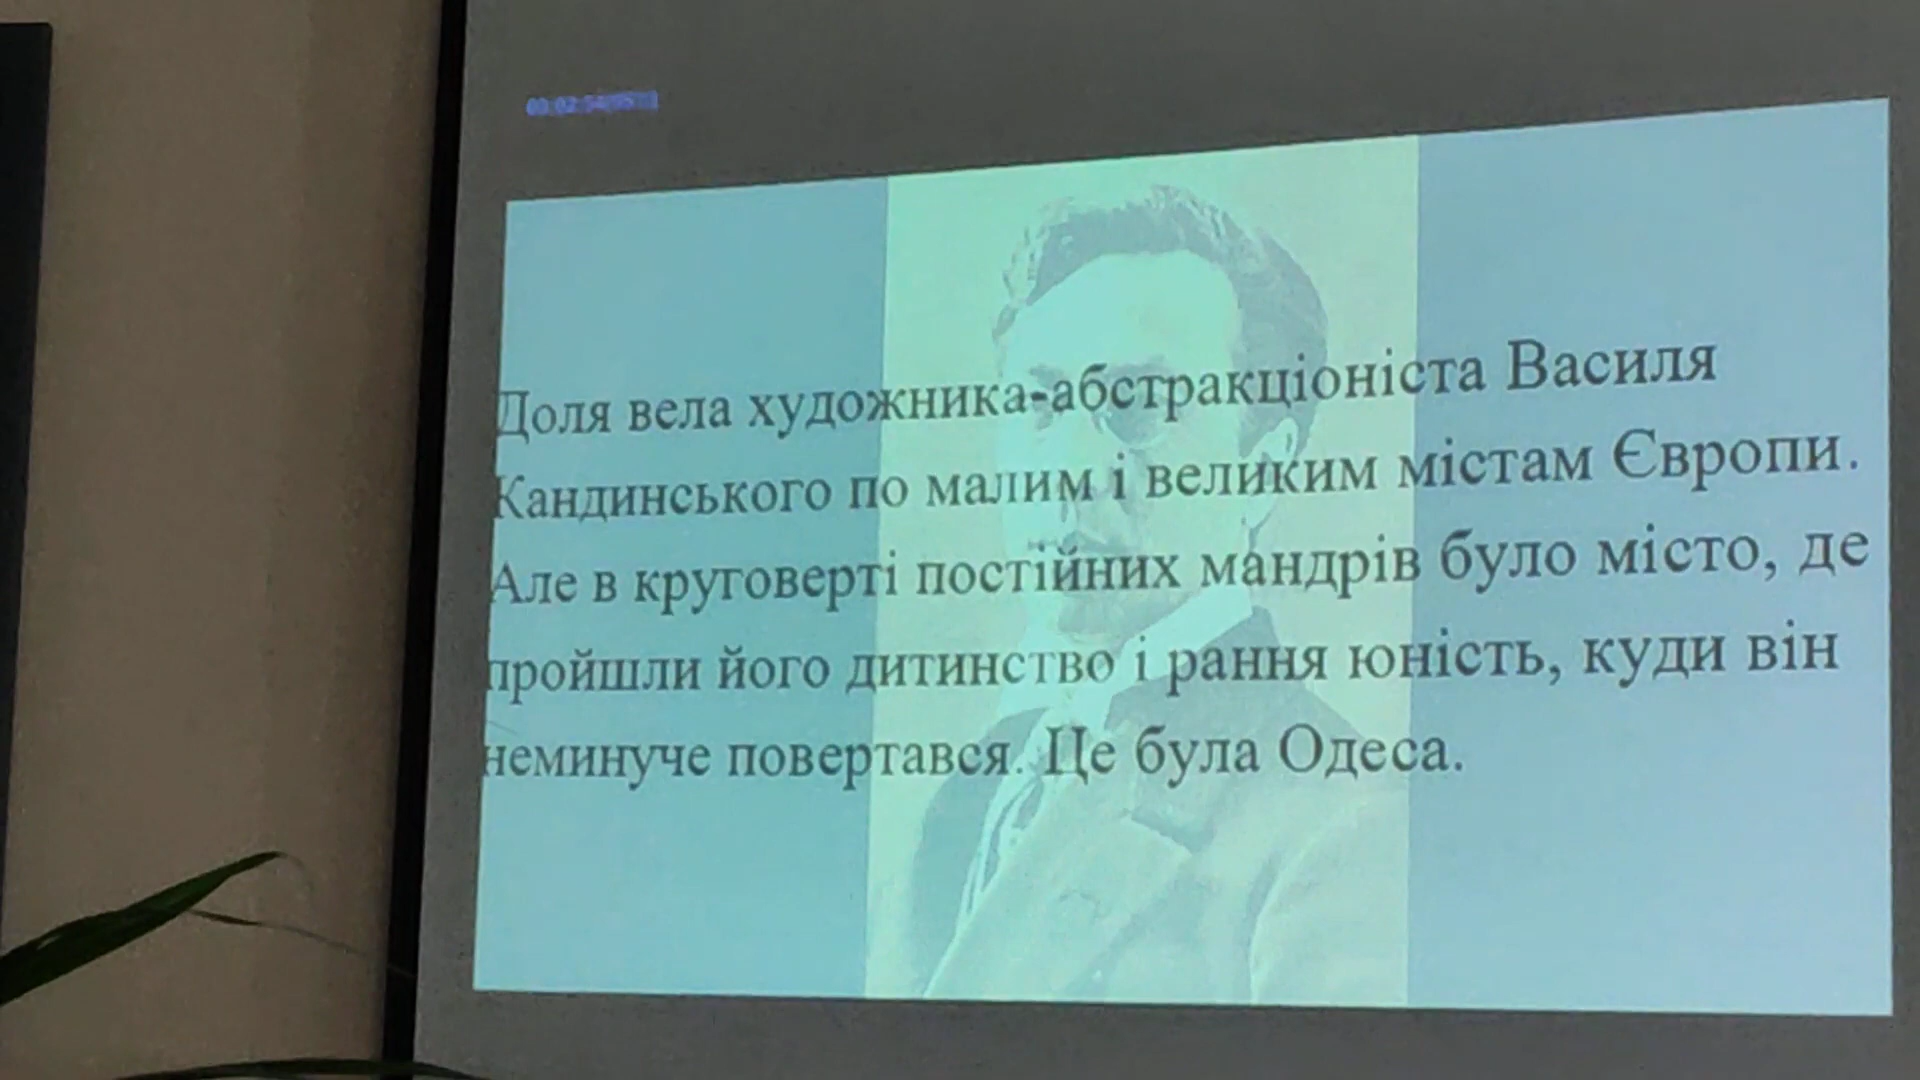 Доля вела художника-абстракціоніста Василя
Кандинського по малим і великим містам Європи.
Але в круговерті постійних мандрів було місто, де
пройшли його дитинство і рання юність, куди він
неминуче повертався. Це була Одеса.